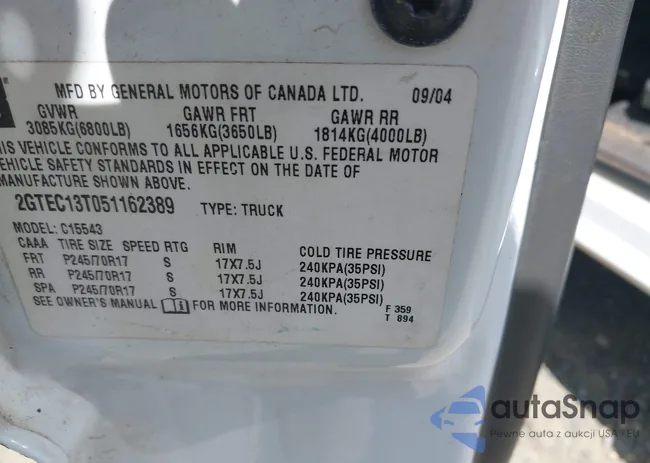 MFD BY GENERAL MOTORS OF CANADA LTD. 09/04
GVWR GAWR FRT GAWR RR
3085KG(6800LB) 1656KG(3650LB) 1814KG(4000LB)
HIS VEHICLE CONFORMS TO ALL APPLICABLE U.S. FEDERAL MOTOR
VEHICLE SAFETY STANDARDS IN EFFECT ON THE DATE OF
MANUFACTURE SHOWN ABOVE.
2GTEC13T051162389 TYPE: TRUCK
MODEL: C15543
CAAA TIRE SIZE SPEED RTG RIM COLD TIRE PRESSURE
FRT P245/70R17 S 17X7.5J 240KPA(35PSI)
RR P245/70R17 S 17X7.5J 240KPA(35PSI)
SPA P245/70R17 S 17X7.5J 240KPA(35PSI)
SEE OWNER'S MANUAL FOR MORE INFORMATION.
F 359
T 894
autoSnap
Pewne auta z aukcji USA i EU